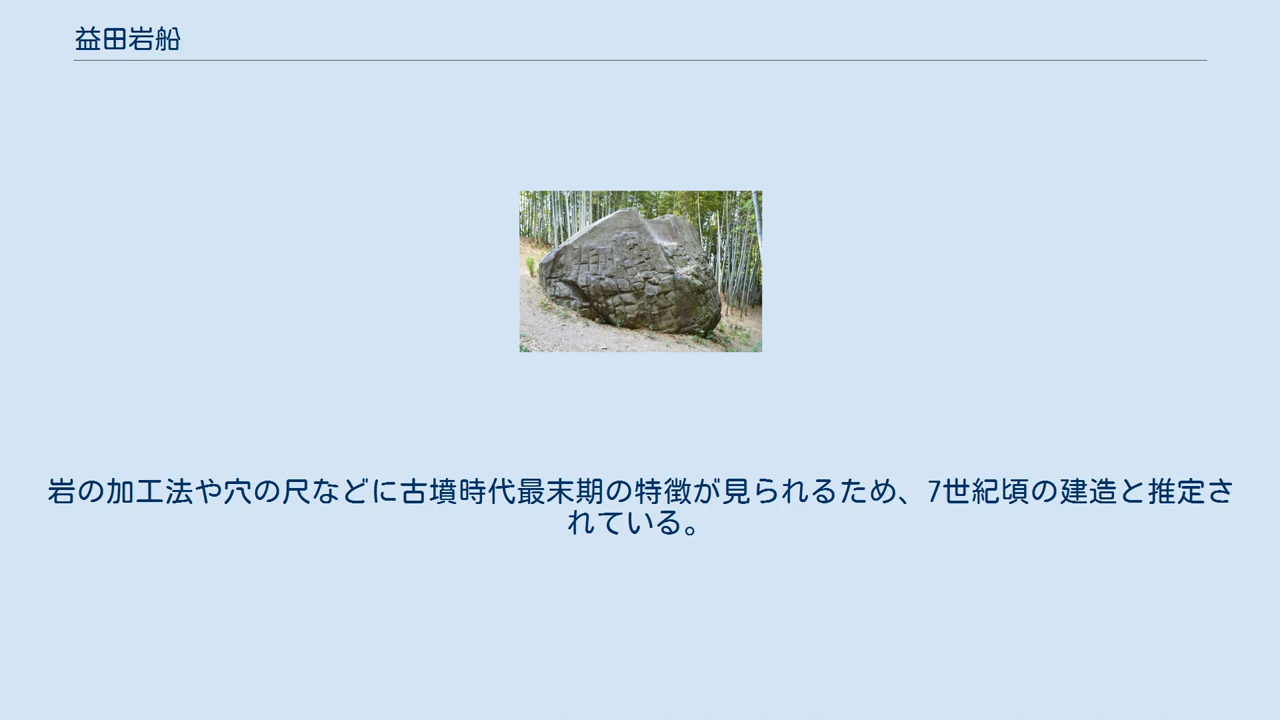 益田岩船
岩の加工法や穴の尺などに古墳時代最末期の特徴が見られるため、7世紀頃の建造と推定さ
れている。